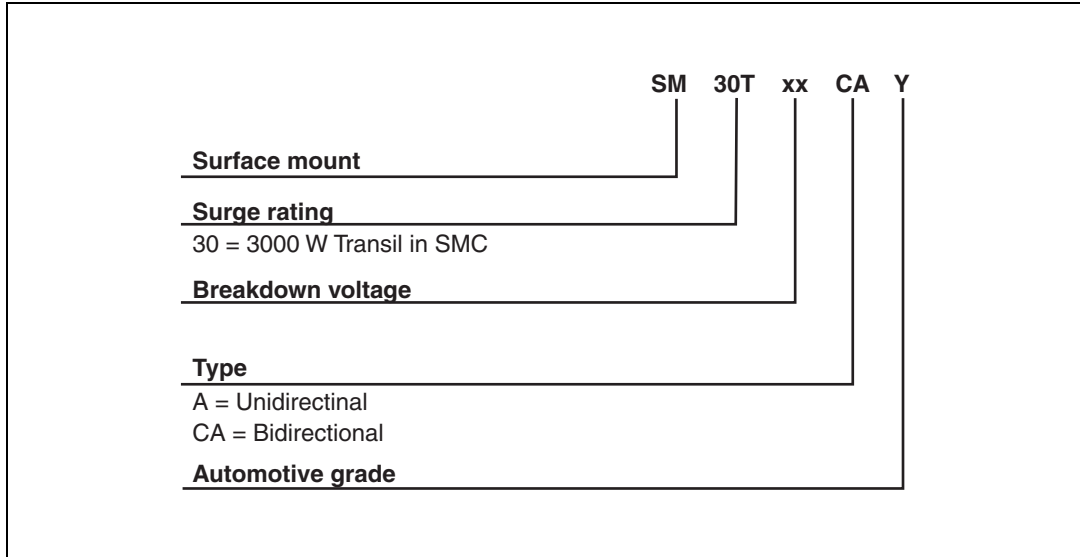 SM 30T xx CA Y
Surface mount
Surge rating
30 = 3000 W Transil in SMC
Breakdown voltage
Type
A = Unidirectinal
CA = Bidirectional
Automotive grade